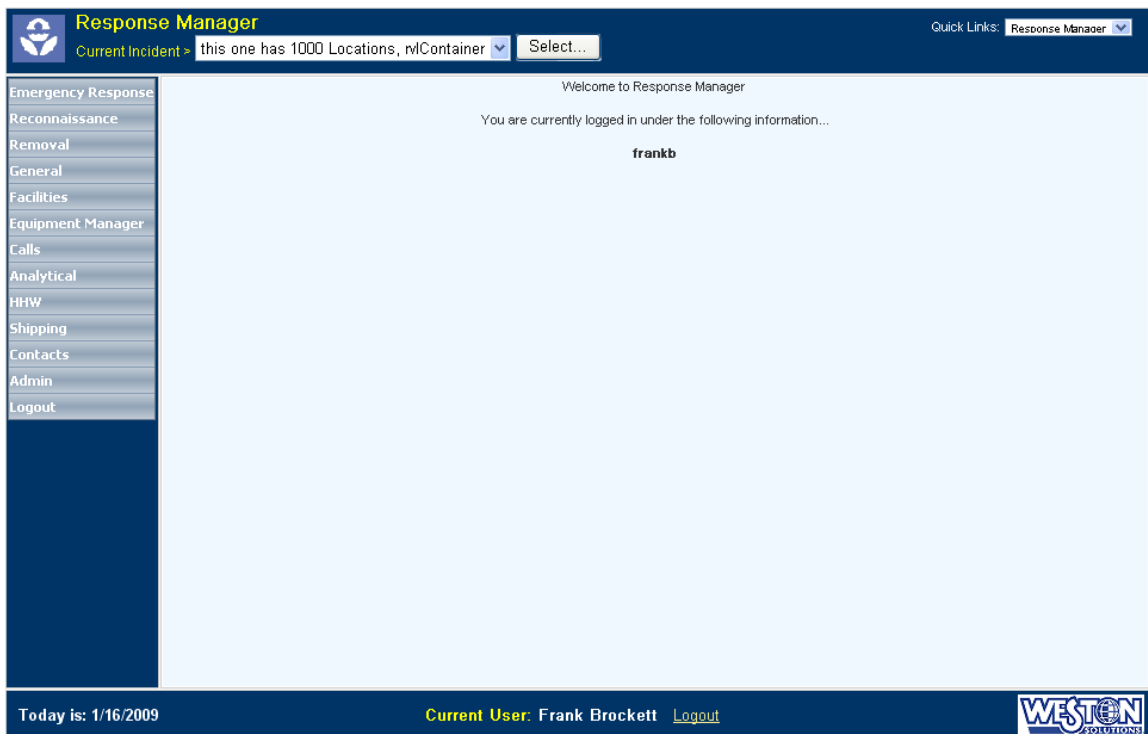 Response Manager
Current Incident > this one has 1000 Locations, rvlContainer Select...
Quick Links: Response Manager
Emergency Response
Reconnaissance
Removal
General
Facilities
Equipment Manager
Calls
Analytical
HHW
Shipping
Contacts
Admin
Logout
Welcome to Response Manager
You are currently logged in under the following information...
frankb
Today is: 1/16/2009
Current User: Frank Brockett Logout
WESTON
SOLUTIONS